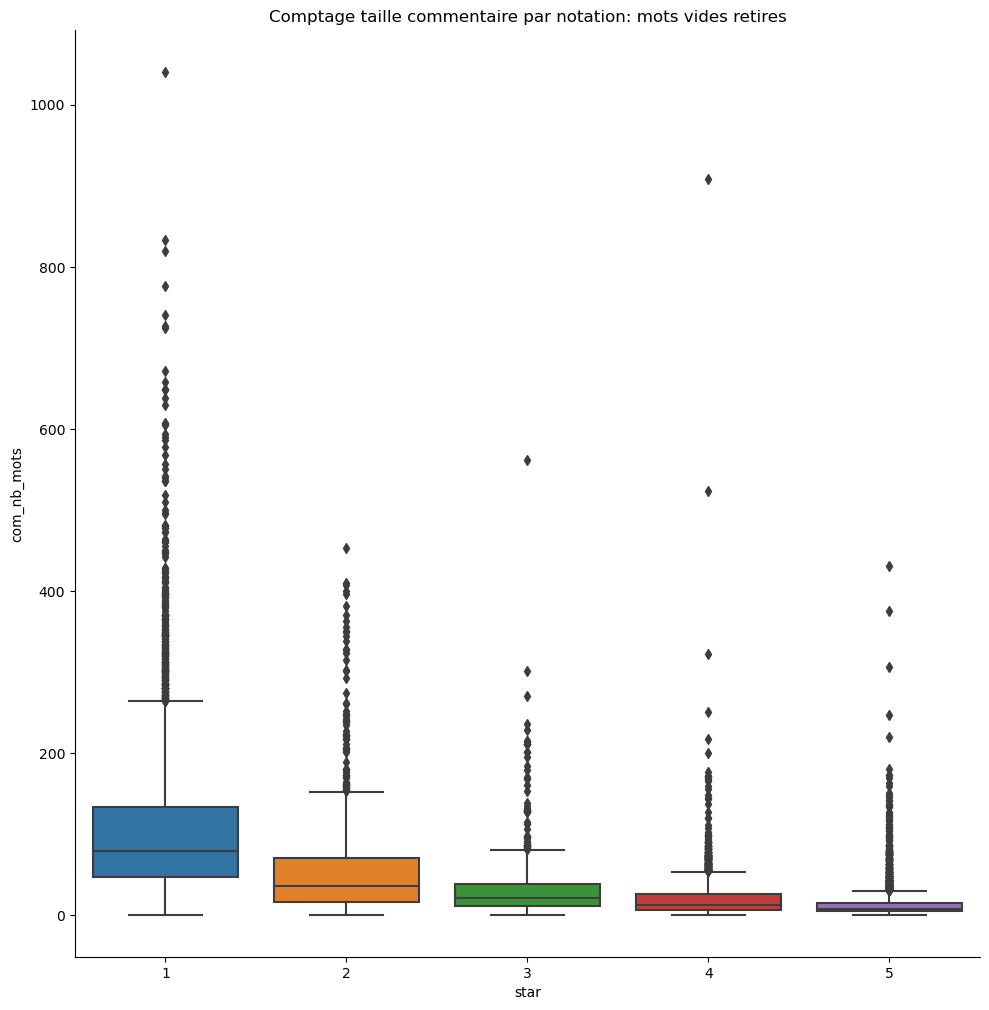 Comptage taille commentaire par notation: mots vides retires
1000
800
600
400
200
0
com_nb_mots
1 2 3 4 5
star